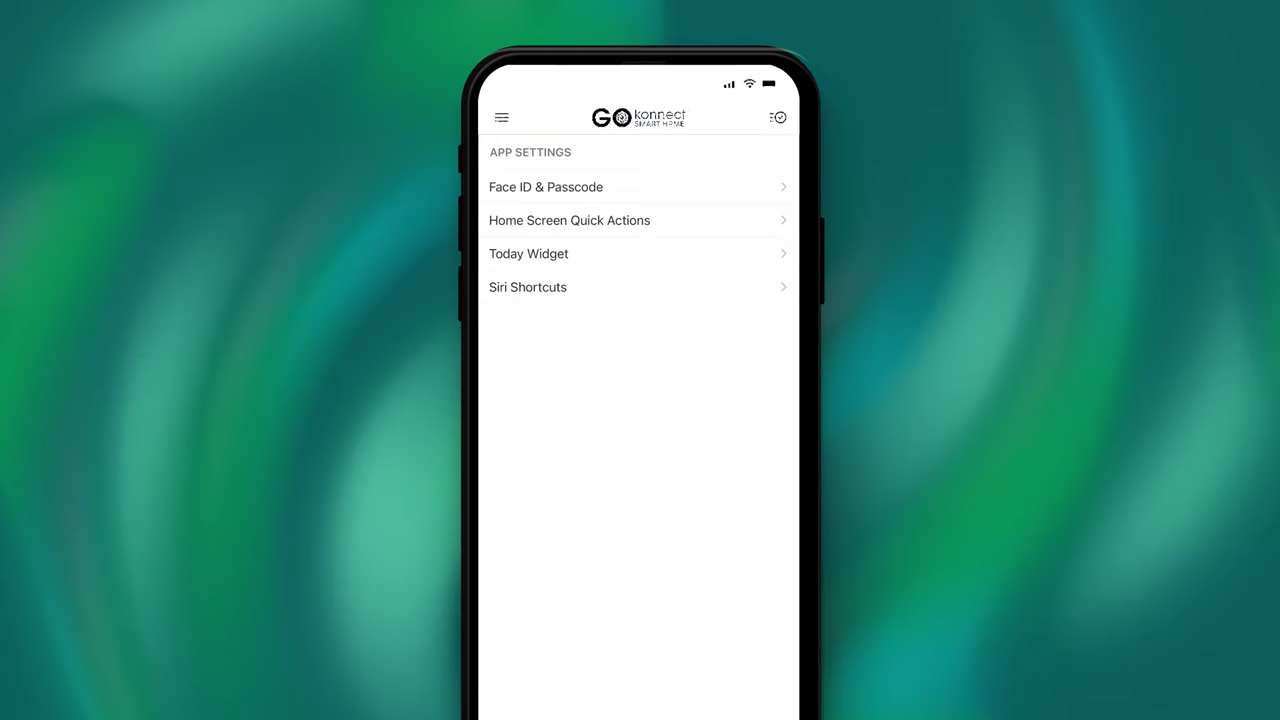 GO konnect
SMART HOME
APP SETTINGS
Face ID & Passcode
Home Screen Quick Actions
Today Widget
Siri Shortcuts